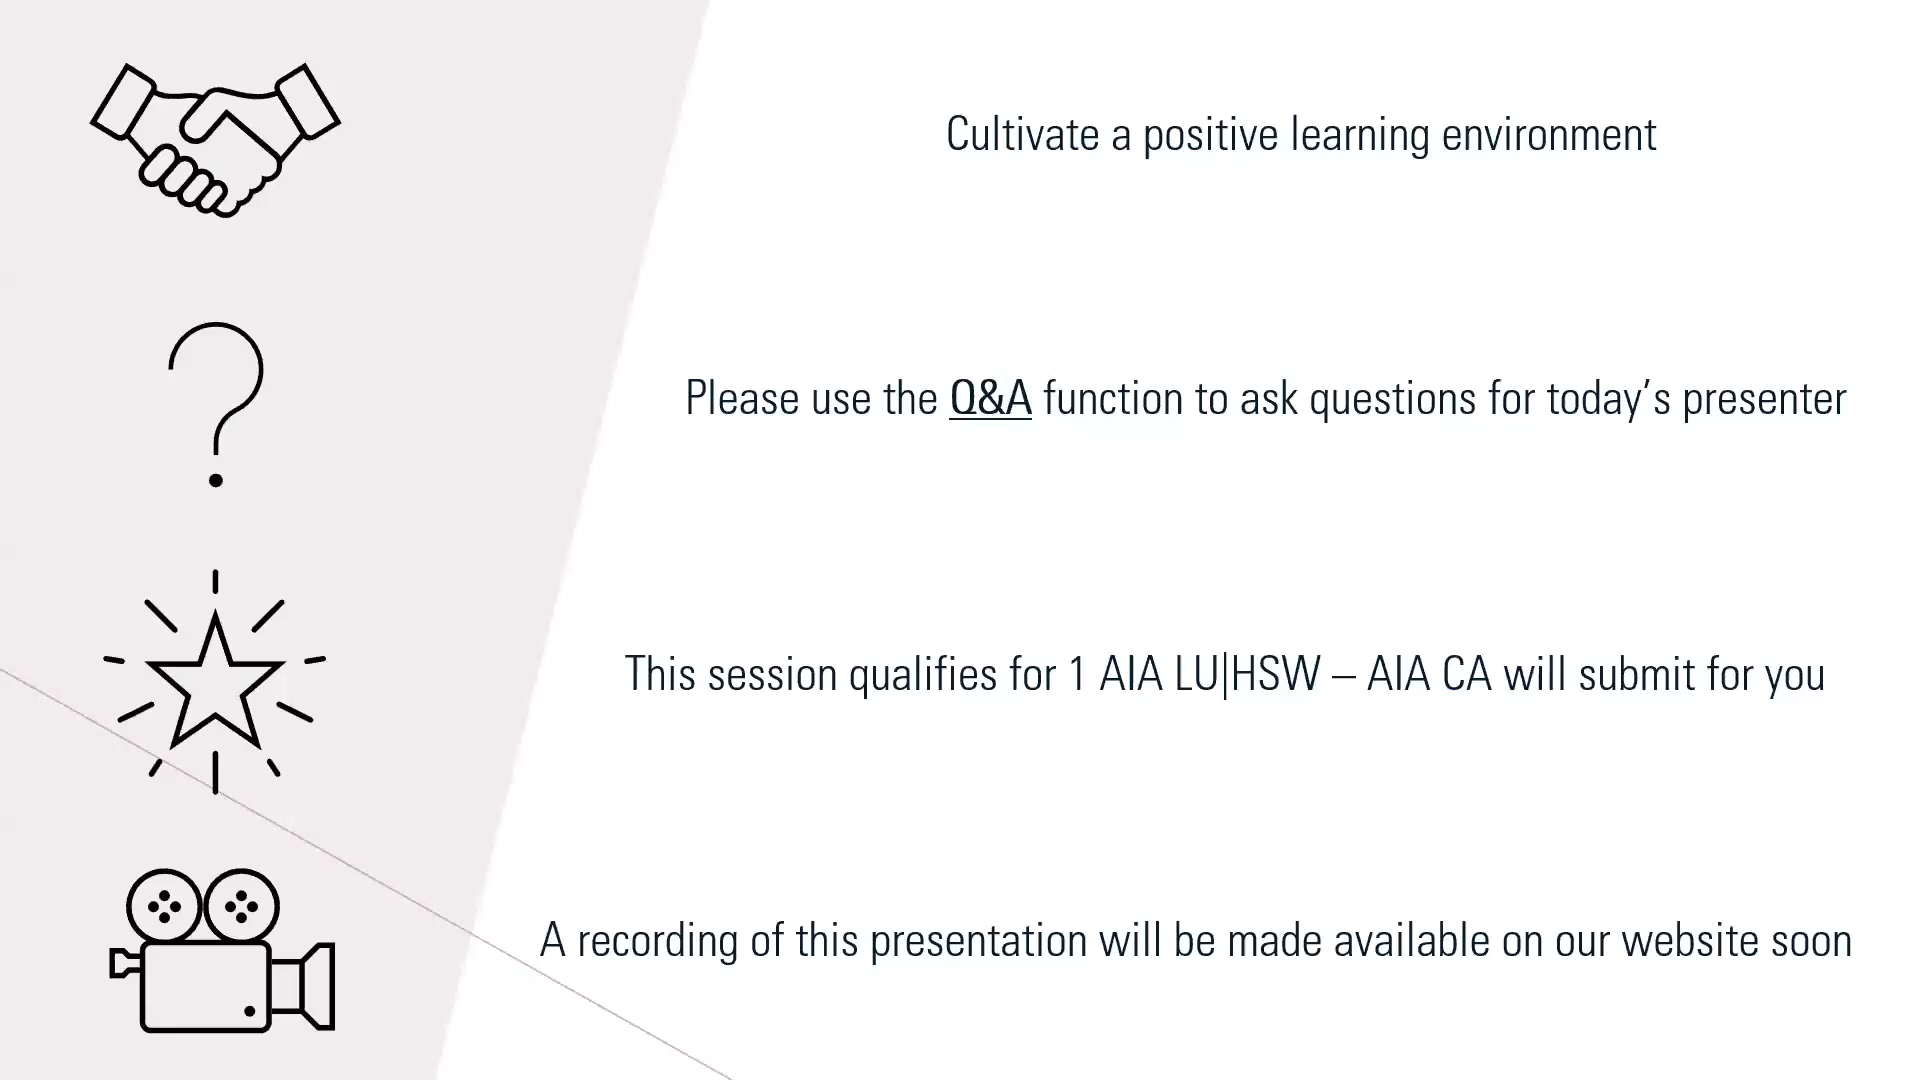 Cultivate a positive learning environment
Please use the Q&A function to ask questions for today’s presenter
This session qualifies for 1 AIA LU|HSW – AIA CA will submit for you
A recording of this presentation will be made available on our website soon